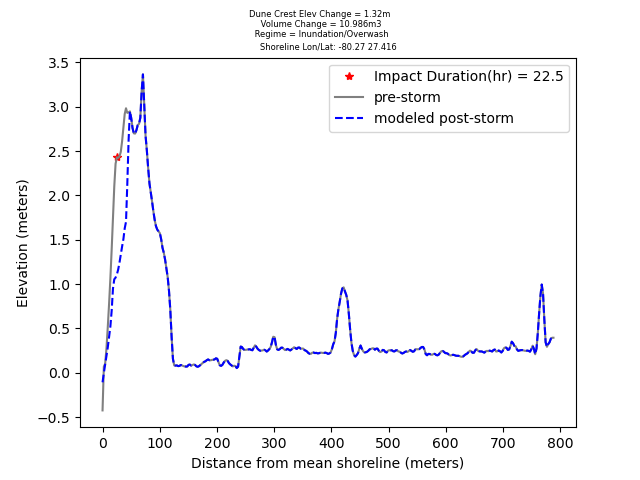 Dune Crest Elev Change = 1.32m
Volume Change = 10.986m3
Regime = Inundation/Overwash
Shoreline Lon/Lat: -80.27 27.416
Impact Duration(hr) = 22.5
pre-storm
modeled post-storm
Elevation (meters)
3.5
3.0
2.5
2.0
1.5
1.0
0.5
0.0
−0.5
0 100 200 300 400 500 600 700 800
Distance from mean shoreline (meters)